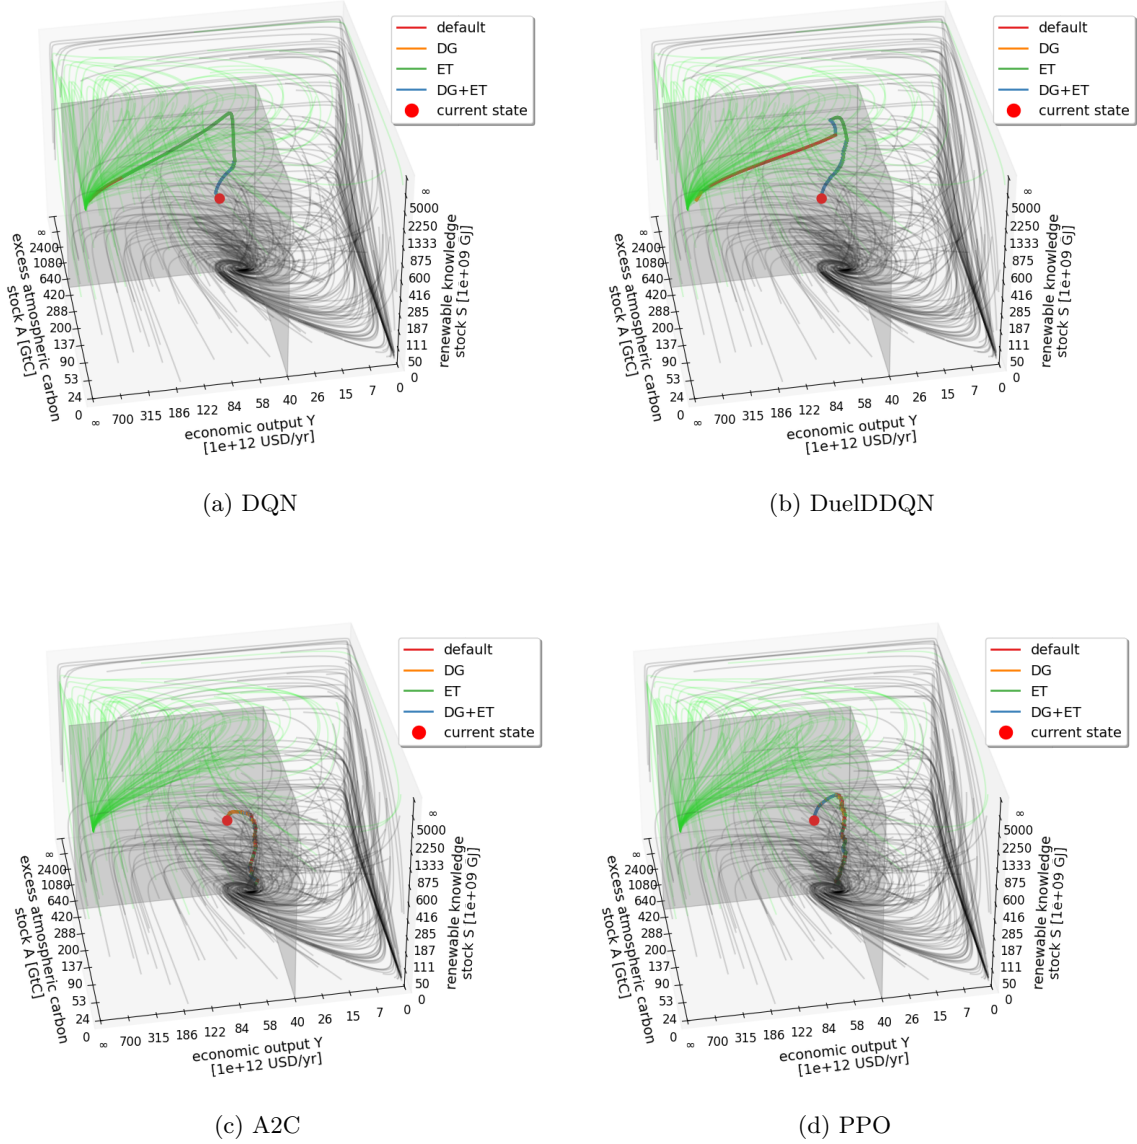 default
DG
ET
DG+ET
current state
∞
5000
2250
1333
875
600
416
285
187
111
50
0
renewable knowledge
stock S [1e+09 GJ]
∞
2400
1080
640
420
288
200
137
90
53
24
0
excess atmospheric carbon
stock A [GtC]
∞ 700 315 186 122 84 58 40 26 15 7 0
economic output Y
[1e+12 USD/yr]
(a) DQN
default
DG
ET
DG+ET
current state
∞
5000
2250
1333
875
600
416
285
187
111
50
0
renewable knowledge
stock S [1e+09 GJ]
∞
2400
1080
640
420
288
200
137
90
53
24
0
excess atmospheric carbon
stock A [GtC]
∞ 700 315 186 122 84 58 40 26 15 7 0
economic output Y
[1e+12 USD/yr]
(b) DuelDDQN
default
DG
ET
DG+ET
current state
∞
5000
2250
1333
875
600
416
285
187
111
50
0
renewable knowledge
stock S [1e+09 GJ]
∞
2400
1080
640
420
288
200
137
90
53
24
0
excess atmospheric carbon
stock A [GtC]
∞ 700 315 186 122 84 58 40 26 15 7 0
economic output Y
[1e+12 USD/yr]
(c) A2C
default
DG
ET
DG+ET
current state
∞
5000
2250
1333
875
600
416
285
187
111
50
0
renewable knowledge
stock S [1e+09 GJ]
∞
2400
1080
640
420
288
200
137
90
53
24
0
excess atmospheric carbon
stock A [GtC]
∞ 700 315 186 122 84 58 40 26 15 7 0
economic output Y
[1e+12 USD/yr]
(d) PPO